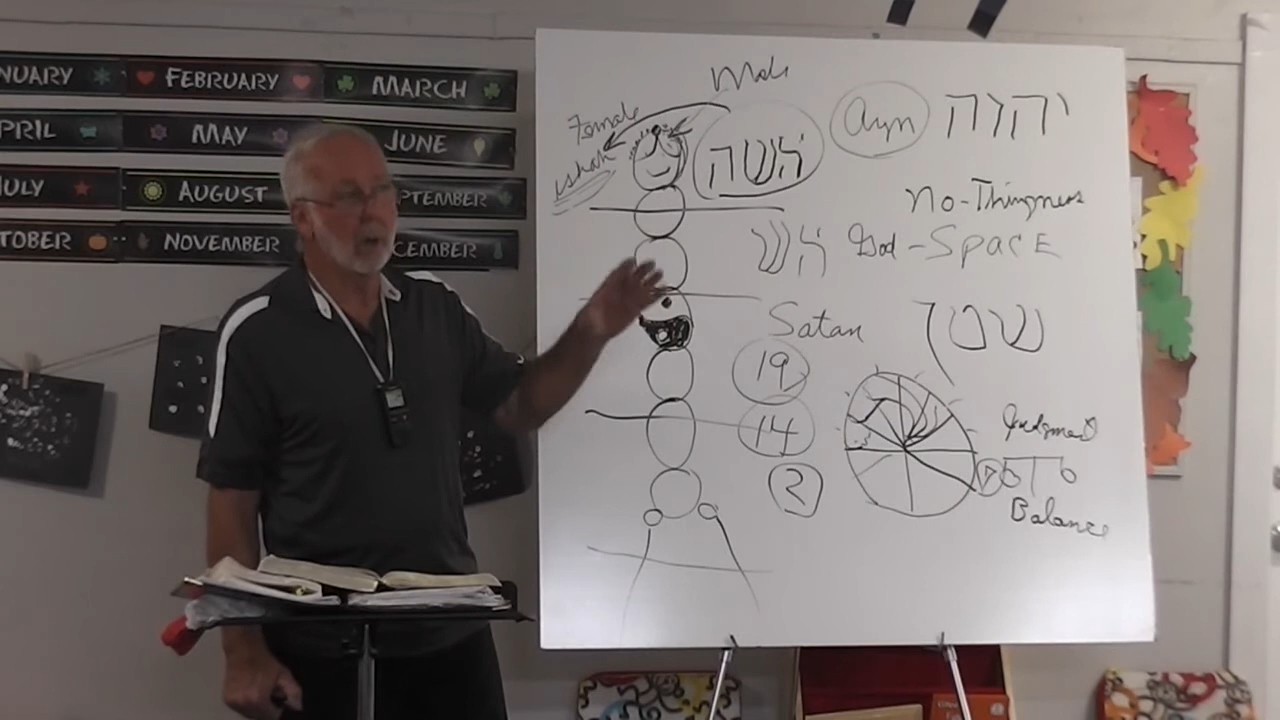 NUARY FEBRUARY MARCH
PRIL MAY JUNE
ULY AUGUST PTEMBER
TOBER NOVEMBER CEMBER
Male
Female
ishah
אשה
Ayn יהוה
No-Thingness
אש God-SPACE
Satan שטן
19
14
2
Judgment
Balance